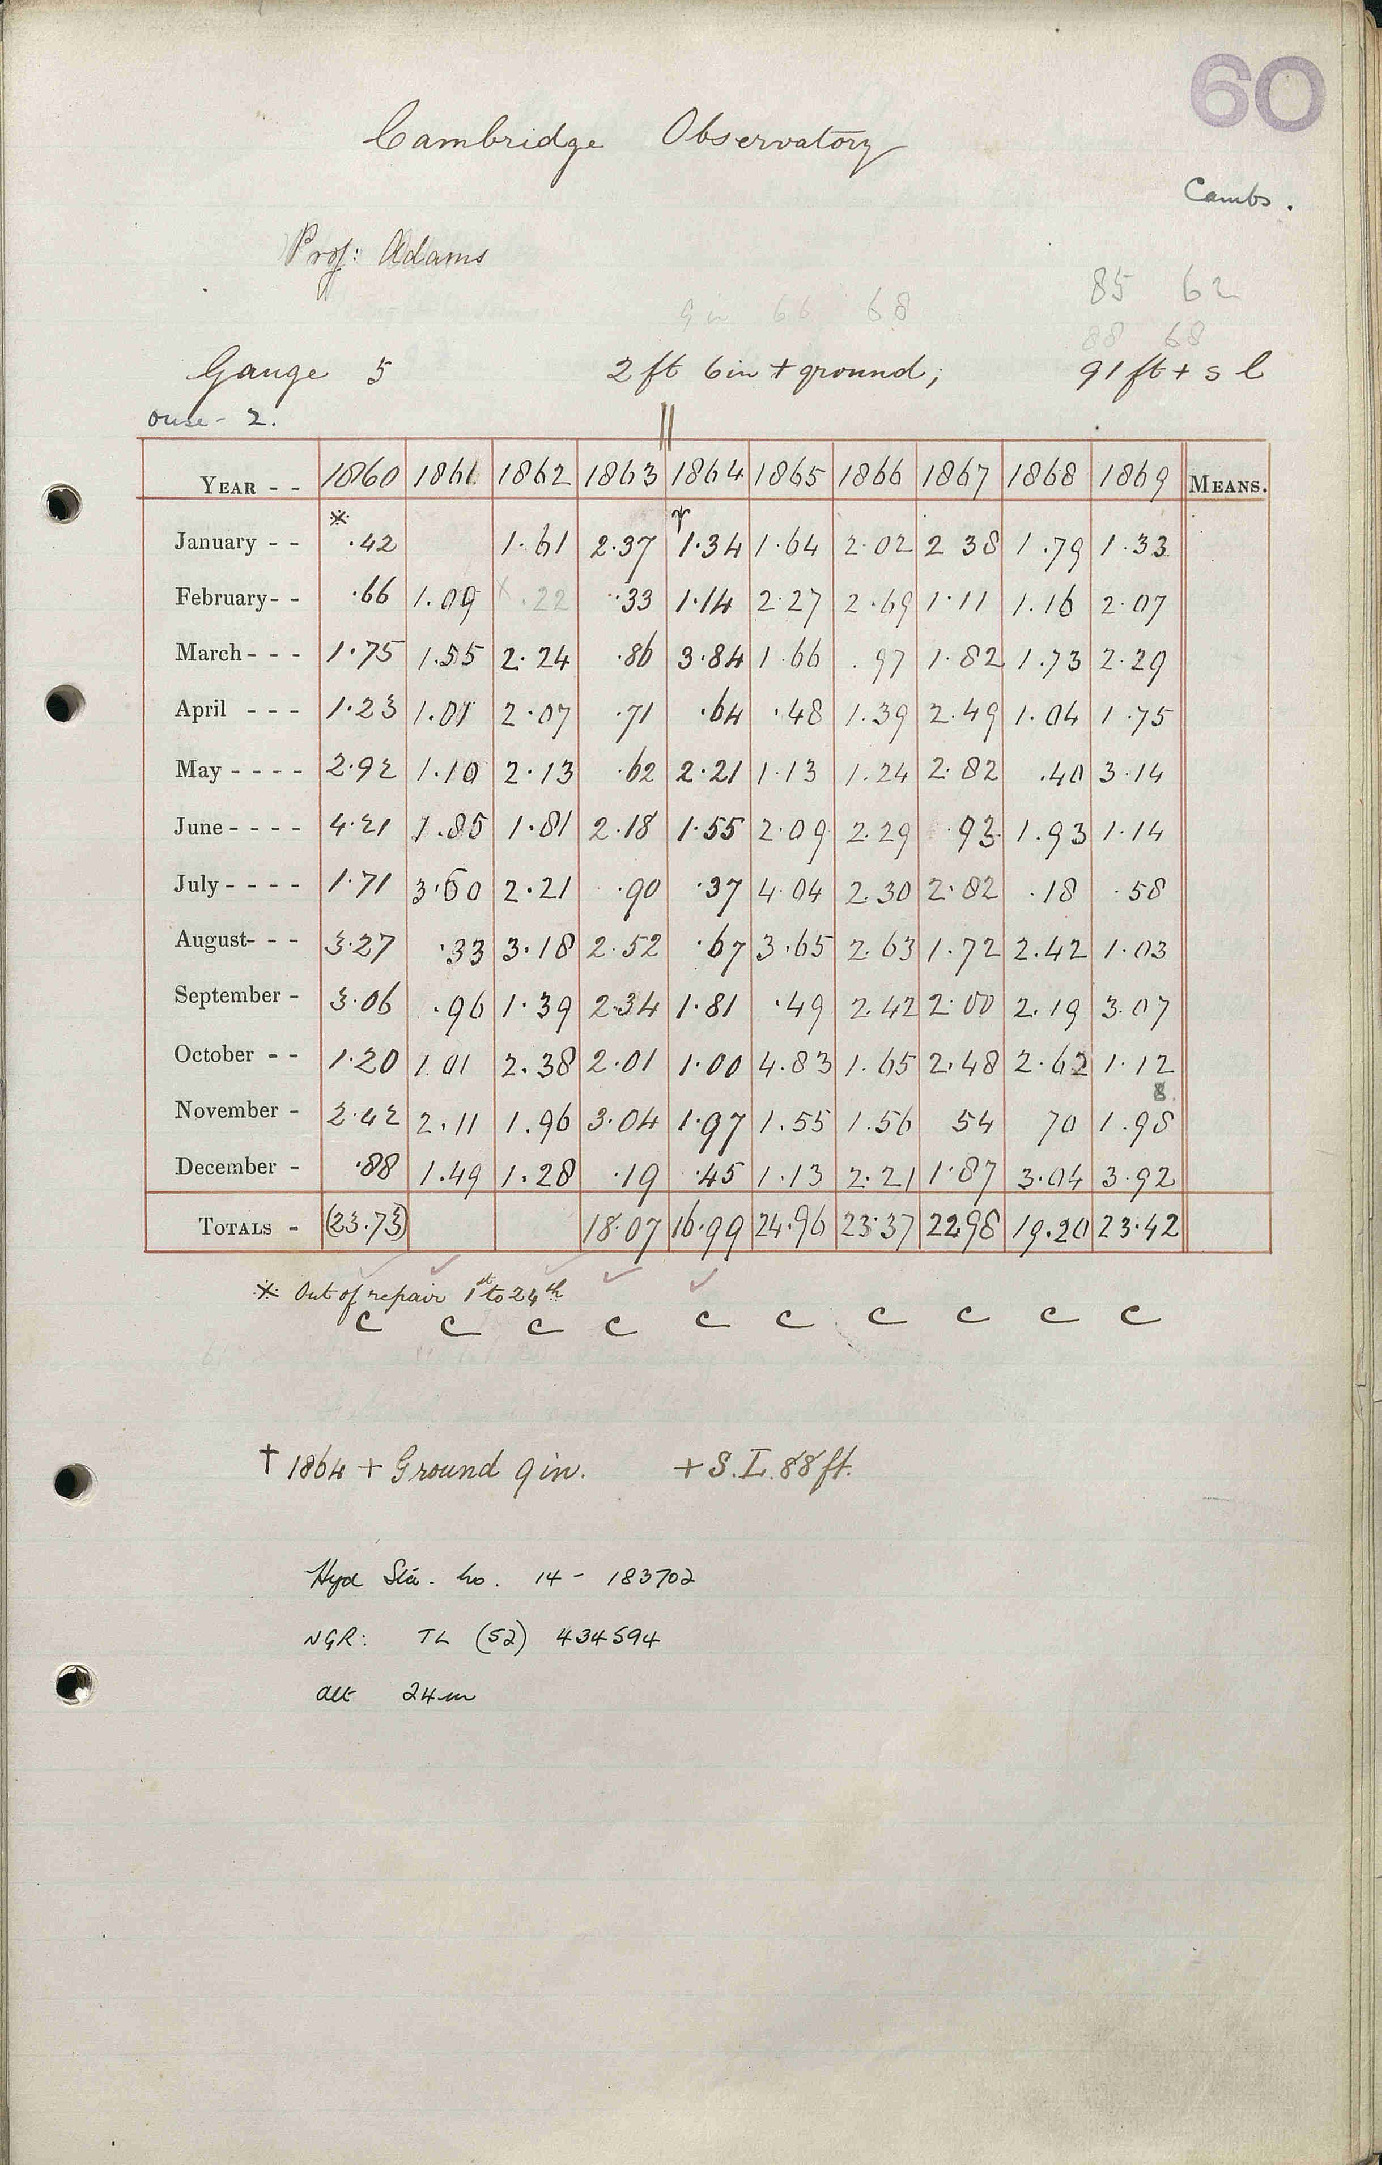 60
Cambridge Observatory
Cambs.
Prof: Adams
85 62
9in 66 68
88 68
Gauge 5 2 ft 6in + ground; 91 ft + s l
Ouse - 2.
YEAR - - 1860 1861 1862 1863 1864 1865 1866 1867 1868 1869 MEANS.
January - - * .42 1.61 2.37 † 1.34 1.64 2.02 2 38 1.79 1.33
February - - .66 1.09 x .22 .33 1.14 2.27 2.69 1.11 1.16 2.07
March - - - 1.75 1.55 2.24 .86 3.84 1.66 .97 1.82 1.73 2.29
April - - - 1.23 1.01 2.07 .71 .64 .48 1.39 2.49 1.04 1.75
May - - - - 2.92 1.10 2.13 .62 2.21 1.13 1.24 2.82 .40 3.14
June - - - - 4.21 1.85 1.81 2.18 1.55 2.09 2.29 .93 1.93 1.14
July - - - - 1.71 3.60 2.21 .90 .37 4.04 2.30 2.82 .18 .58
August - - - 3.27 .33 3.18 2.52 .67 3.65 2.63 1.72 2.42 1.03
September - 3.06 .96 1.39 2.34 1.81 .49 2.42 2.00 2.19 3.07
October - - 1.20 1.01 2.38 2.01 1.00 4.83 1.65 2.48 2.62 1.12
8
November - 2.42 2.11 1.96 3.04 1.97 1.55 1.56 54 70 1.98
December - .88 1.49 1.28 .19 .45 1.13 2.21 1.87 3.04 3.92
TOTALS - (23.73) 18.07 16.99 24.96 23.37 22.98 19.20 23.42
* Out of repair 1st to 24th
c c c c c c c c c c
† 1864 + Ground 9in. + S.L. 88 ft.
Hyd Sta. No. 14 - 183702
NGR: TL (52) 434594
alt 24m